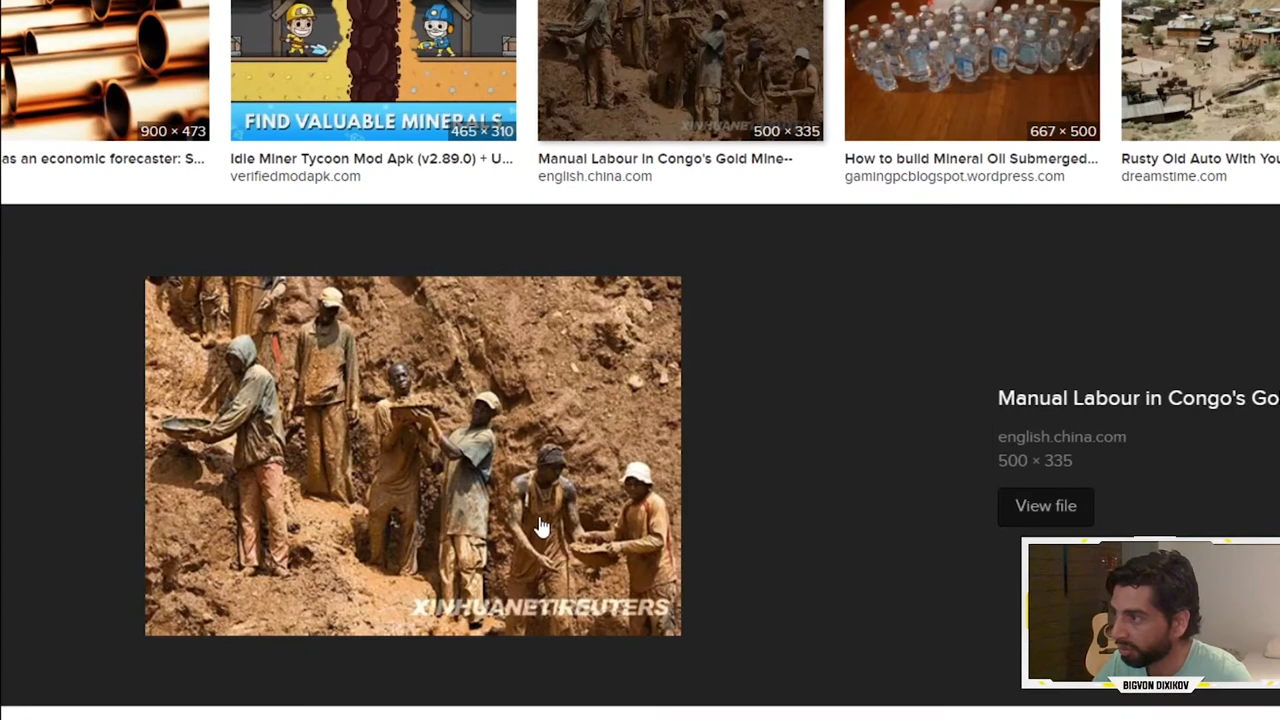 FIND VALUABLE MINERALS
900 × 473
465 × 310
XINHUANET
500 × 335
667 × 500
as an economic forecaster: S...
Idle Miner Tycoon Mod Apk (v2.89.0) + U...
verifiedmodapk.com
Manual Labour in Congo's Gold Mine--
english.china.com
How to build Mineral Oil Submerged...
gamingpcblogspot.wordpress.com
Rusty Old Auto With You
dreamstime.com
Manual Labour in Congo's Go
english.china.com
500 × 335
View file
XINHUANET/REUTERS
BIGVON DIXIKOV